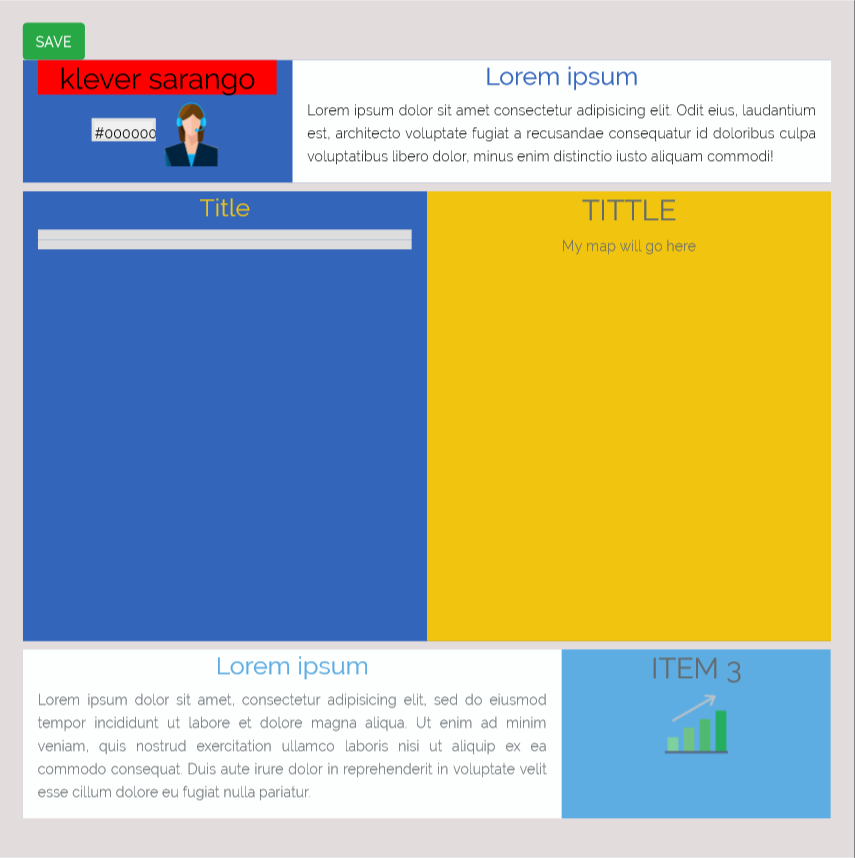 SAVE
klever sarango
#000000
Lorem ipsum
Lorem ipsum dolor sit amet consectetur adipisicing elit. Odit eius, laudantium
est, architecto voluptate fugiat a recusandae consequatur id doloribus culpa
voluptatibus libero dolor, minus enim distinctio iusto aliquam commodi!
Title
TITTLE
My map will go here
Lorem ipsum
Lorem ipsum dolor sit amet, consectetur adipisicing elit, sed do eiusmod
tempor incididunt ut labore et dolore magna aliqua. Ut enim ad minim
veniam, quis nostrud exercitation ullamco laboris nisi ut aliquip ex ea
commodo consequat. Duis aute irure dolor in reprehenderit in voluptate velit
esse cillum dolore eu fugiat nulla pariatur.
ITEM 3